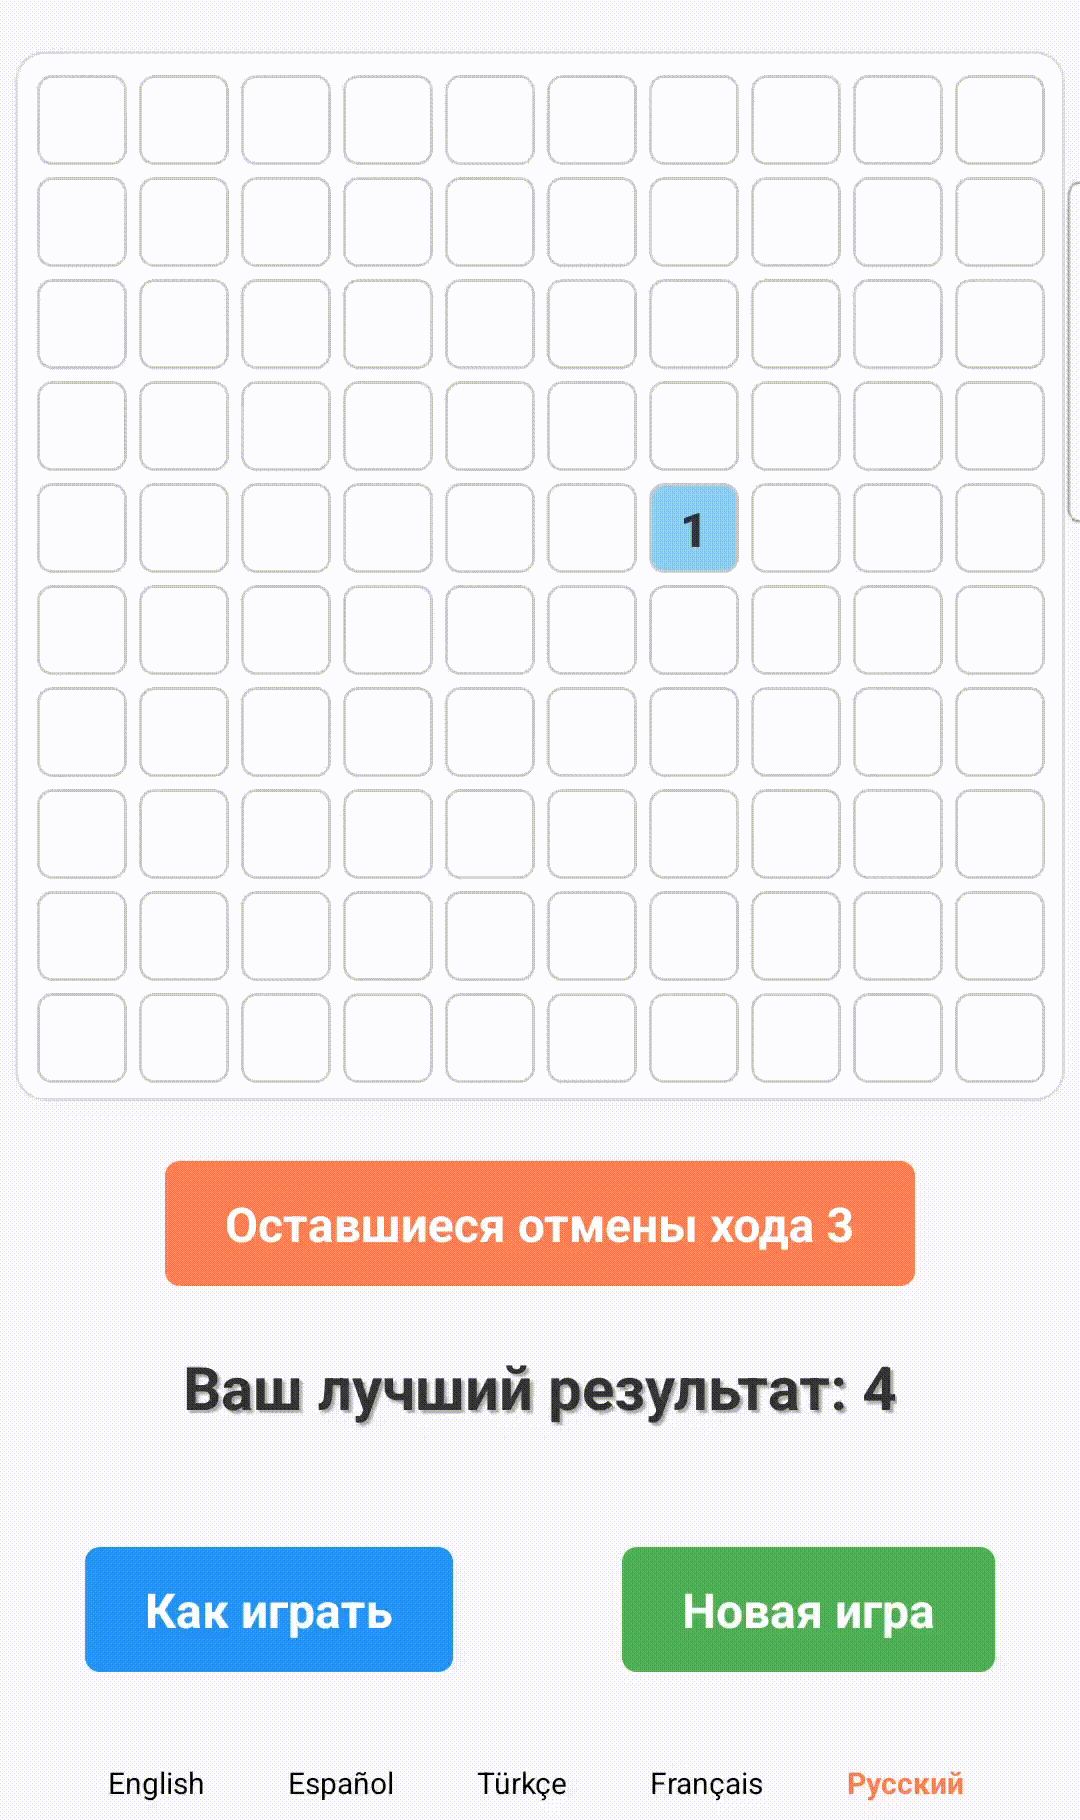 1
Оставшиеся отмены хода 3
Ваш лучший результат: 4
Как играть
Новая игра
English Español Türkçe Français Русский